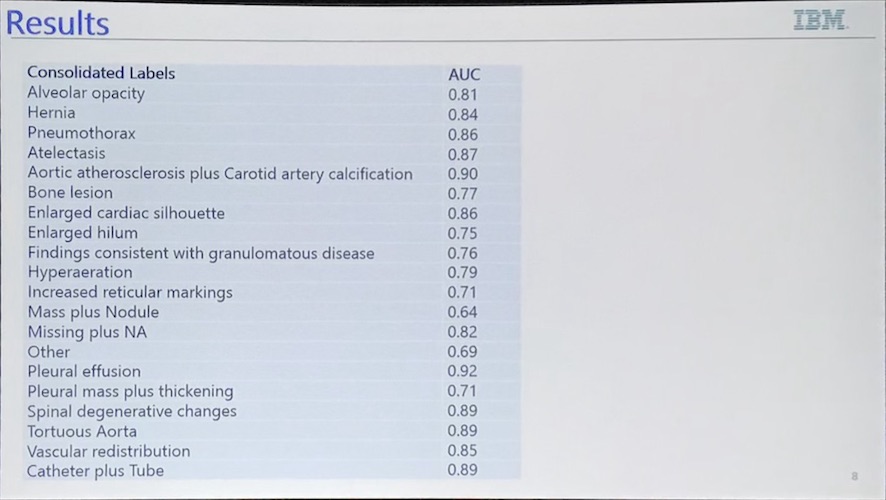 Results
IBM
Consolidated Labels AUC
Alveolar opacity 0.81
Hernia 0.84
Pneumothorax 0.86
Atelectasis 0.87
Aortic atherosclerosis plus Carotid artery calcification 0.90
Bone lesion 0.77
Enlarged cardiac silhouette 0.86
Enlarged hilum 0.75
Findings consistent with granulomatous disease 0.76
Hyperaeration 0.79
Increased reticular markings 0.71
Mass plus Nodule 0.64
Missing plus NA 0.82
Other 0.69
Pleural effusion 0.92
Pleural mass plus thickening 0.71
Spinal degenerative changes 0.89
Tortuous Aorta 0.89
Vascular redistribution 0.85
Catheter plus Tube 0.89
8